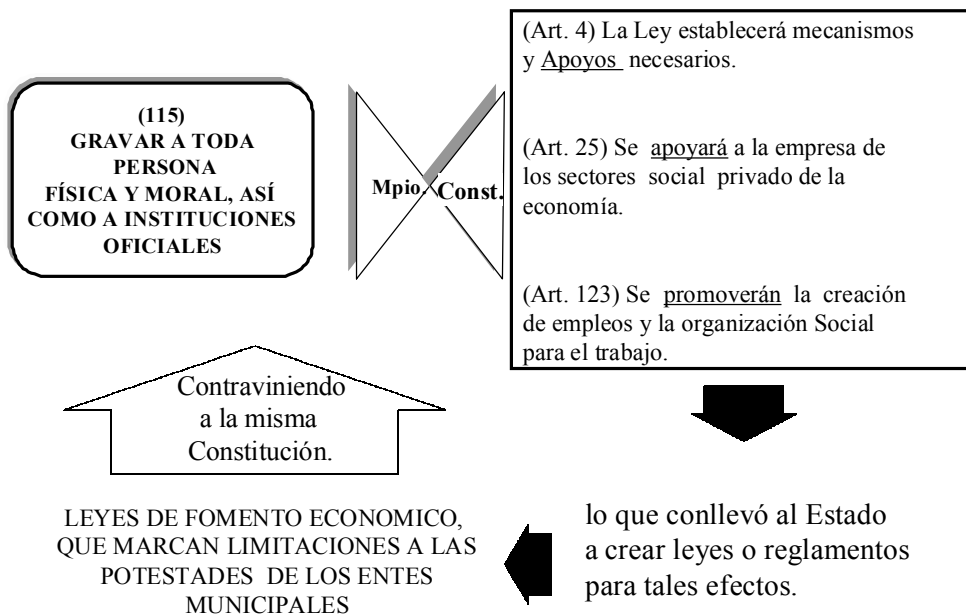 (115)
GRAVAR A TODA
PERSONA
FÍSICA Y MORAL, ASÍ
COMO A INSTITUCIONES
OFICIALES
Mpio.
Const.
(Art. 4) La Ley establecerá mecanismos
y Apoyos necesarios.
(Art. 25) Se apoyará a la empresa de
los sectores social privado de la
economía.
(Art. 123) Se promoverán la creación
de empleos y la organización Social
para el trabajo.
Contraviniendo
a la misma
Constitución.
LEYES DE FOMENTO ECONOMICO,
QUE MARCAN LIMITACIONES A LAS
POTESTADES DE LOS ENTES
MUNICIPALES
lo que conllevó al Estado
a crear leyes o reglamentos
para tales efectos.